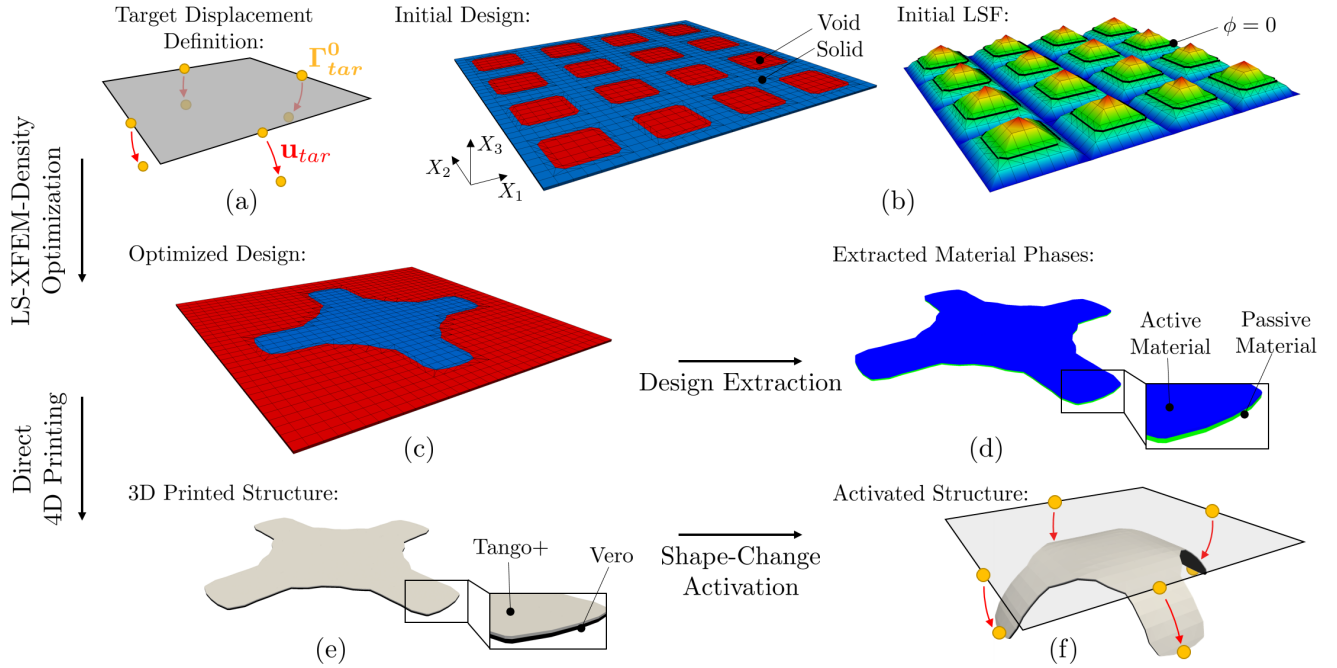 Target Displacement
Definition:
Γ⁰ₜₐᵣ
uₜₐᵣ
(a)
Initial Design:
Void
Solid
X₃
X₂
X₁
Initial LSF:
ϕ = 0
(b)
LS-XFEM-Density
Optimization
Optimized Design:
(c)
Design Extraction
Extracted Material Phases:
Active
Material
Passive
Material
(d)
Direct
4D Printing
3D Printed Structure:
Tango+
Vero
(e)
Shape-Change
Activation
Activated Structure:
(f)